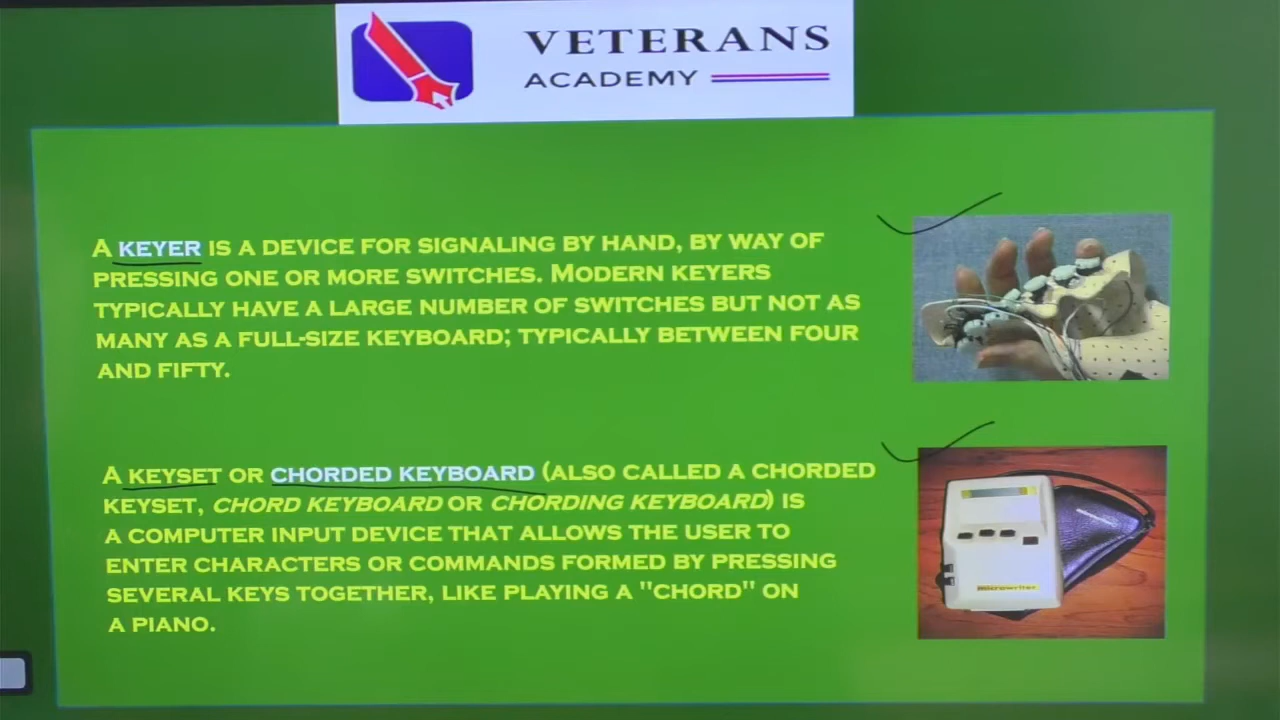 VETERANS
ACADEMY
A KEYER IS A DEVICE FOR SIGNALING BY HAND, BY WAY OF
PRESSING ONE OR MORE SWITCHES. MODERN KEYERS
TYPICALLY HAVE A LARGE NUMBER OF SWITCHES BUT NOT AS
MANY AS A FULL-SIZE KEYBOARD; TYPICALLY BETWEEN FOUR
AND FIFTY.
A KEYSET OR CHORDED KEYBOARD (ALSO CALLED A CHORDED
KEYSET, CHORD KEYBOARD OR CHORDING KEYBOARD) IS
A COMPUTER INPUT DEVICE THAT ALLOWS THE USER TO
ENTER CHARACTERS OR COMMANDS FORMED BY PRESSING
SEVERAL KEYS TOGETHER, LIKE PLAYING A "CHORD" ON
A PIANO.
microwriter